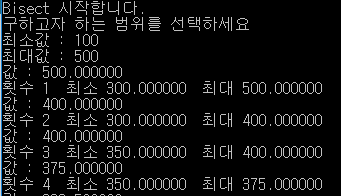 Bisect 시작합니다.
구하고자 하는 범위를 선택하세요
최소값 : 100
최대값 : 500
값 : 500.000000
횟수 1  최소 300.000000  최대 500.000000
값 : 400.000000
횟수 2  최소 300.000000  최대 400.000000
값 : 400.000000
횟수 3  최소 350.000000  최대 400.000000
값 : 375.000000
횟수 4  최소 350.000000  최대 375.000000